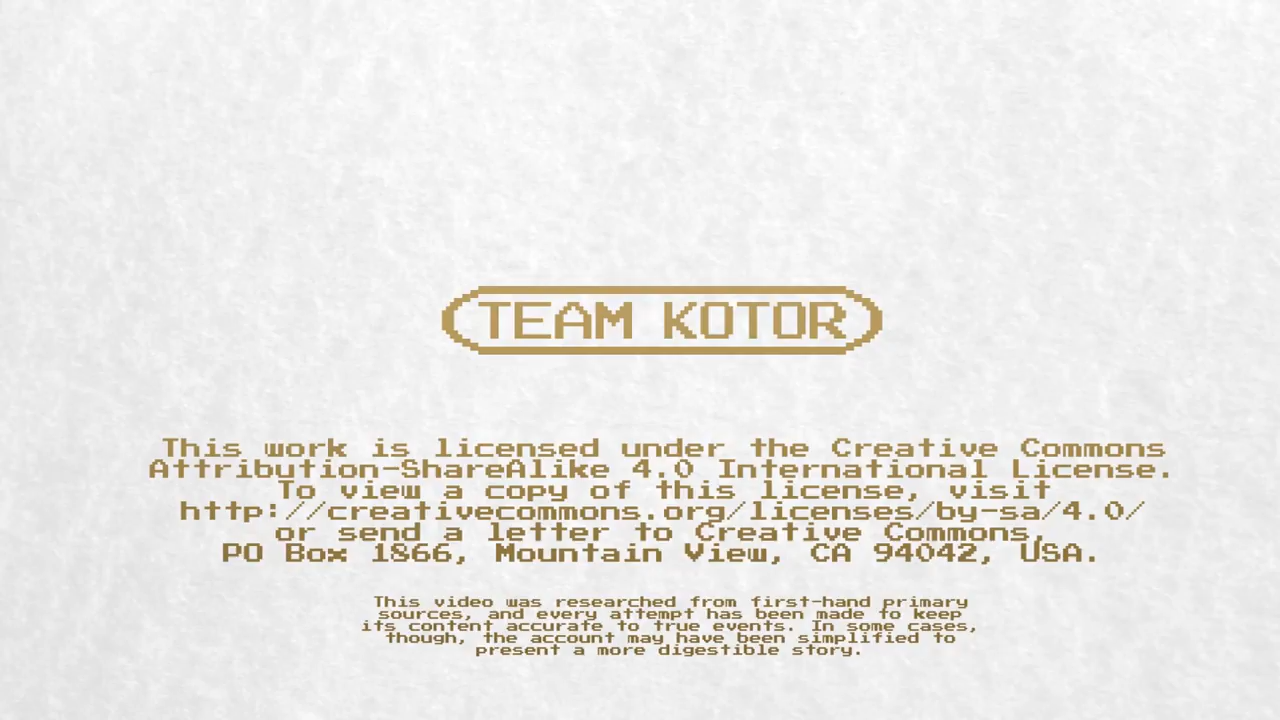 TEAM KOTOR
This work is licensed under the Creative Commons
Attribution-ShareAlike 4.0 International License.
To view a copy of this license, visit
http://creativecommons.org/licenses/by-sa/4.0/
or send a letter to Creative Commons,
PO Box 1866, Mountain View, CA 94042, USA.
This video was researched from first-hand primary
sources, and every attempt has been made to keep
its content accurate to true events. In some cases,
though, the account may have been simplified to
present a more digestible story.